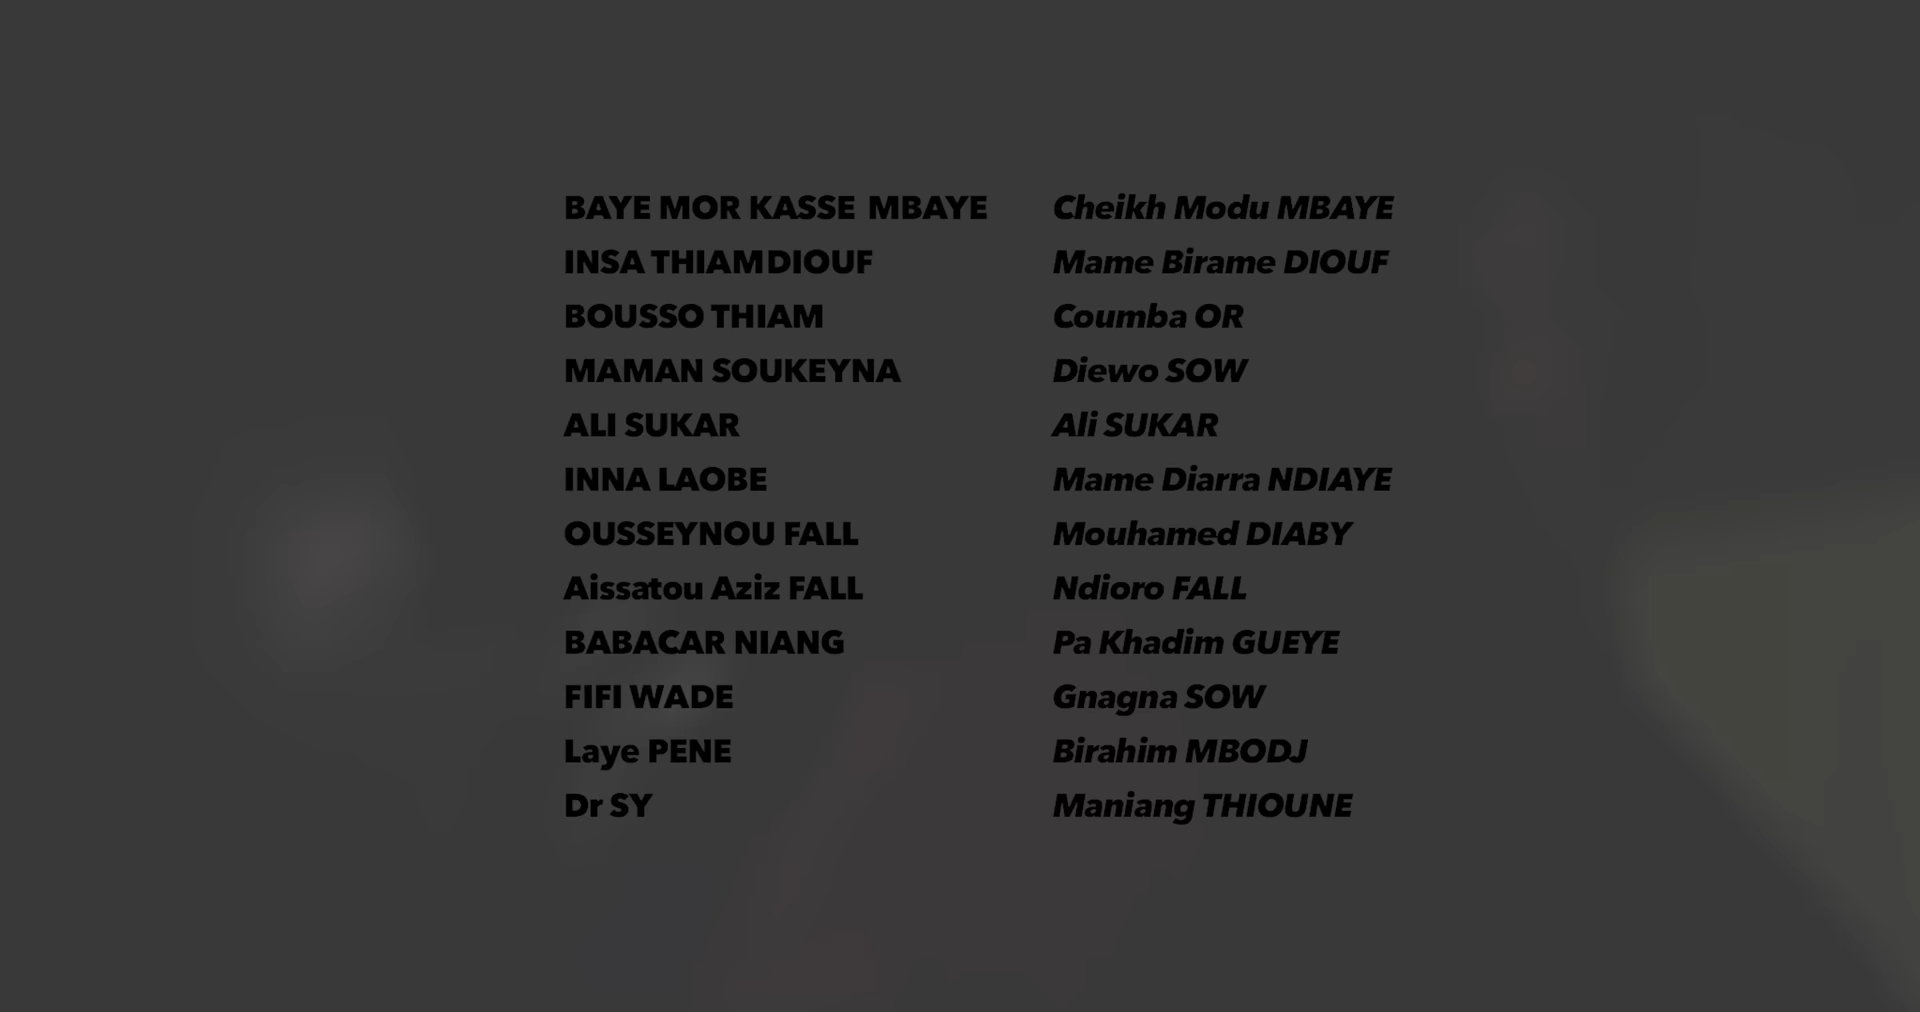 BAYE MOR KASSE MBAYE Cheikh Modu MBAYE
INSA THIAM DIOUF Mame Birame DIOUF
BOUSSO THIAM Coumba OR
MAMAN SOUKEYNA Diewo SOW
ALI SUKAR Ali SUKAR
INNA LAOBE Mame Diarra NDIAYE
OUSSEYNOU FALL Mouhamed DIABY
Aissatou Aziz FALL Ndioro FALL
BABACAR NIANG Pa Khadim GUEYE
FIFI WADE Gnagna SOW
Laye PENE Birahim MBODJ
Dr SY Maniang THIOUNE